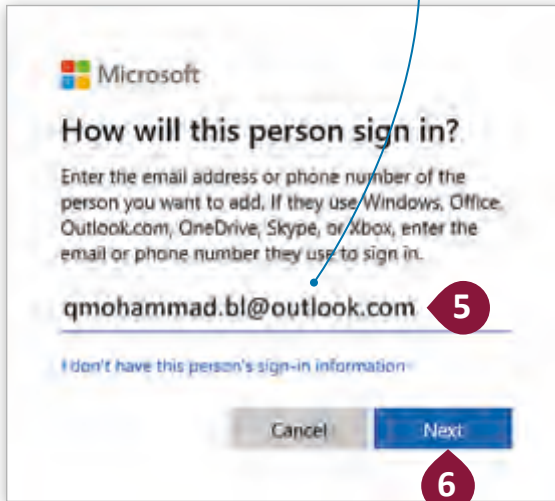 Microsoft
How will this person sign in?
Enter the email address or phone number of the
person you want to add. If they use Windows, Office,
Outlook.com, OneDrive, Skype, or Xbox, enter the
email or phone number they use to sign in.
qmohammad.bl@outlook.com 5
I don't have this person's sign-in information
Cancel Next
6